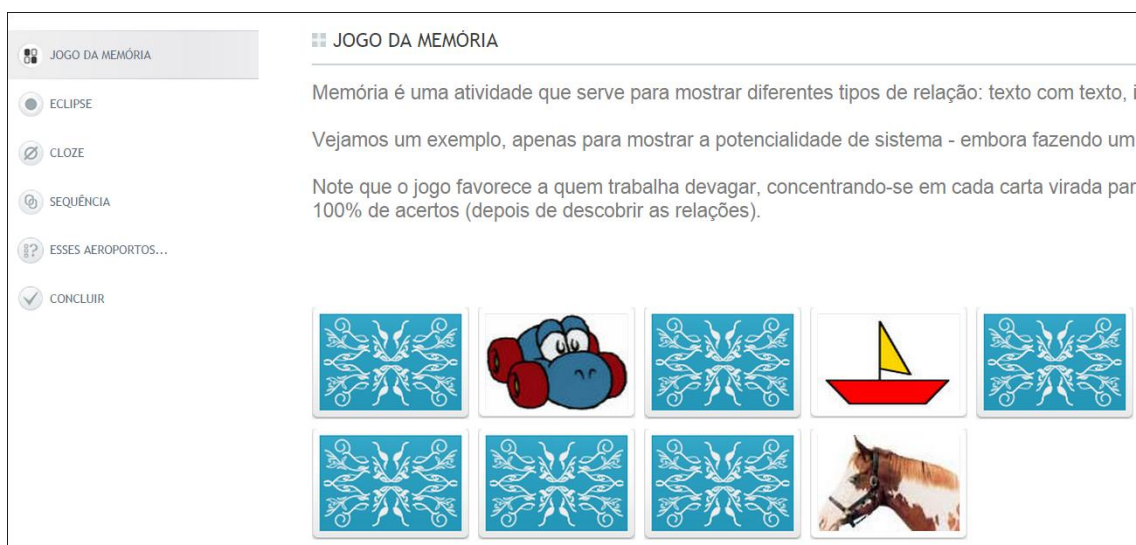 JOGO DA MEMÓRIA
ECLIPSE
CLOZE
SEQUÊNCIA
ESSES AEROPORTOS...
CONCLUIR
JOGO DA MEMÓRIA
Memória é uma atividade que serve para mostrar diferentes tipos de relação: texto com texto,
Vejamos um exemplo, apenas para mostrar a potencialidade de sistema - embora fazendo um
Note que o jogo favorece a quem trabalha devagar, concentrando-se em cada carta virada
100% de acertos (depois de descobrir as relações).